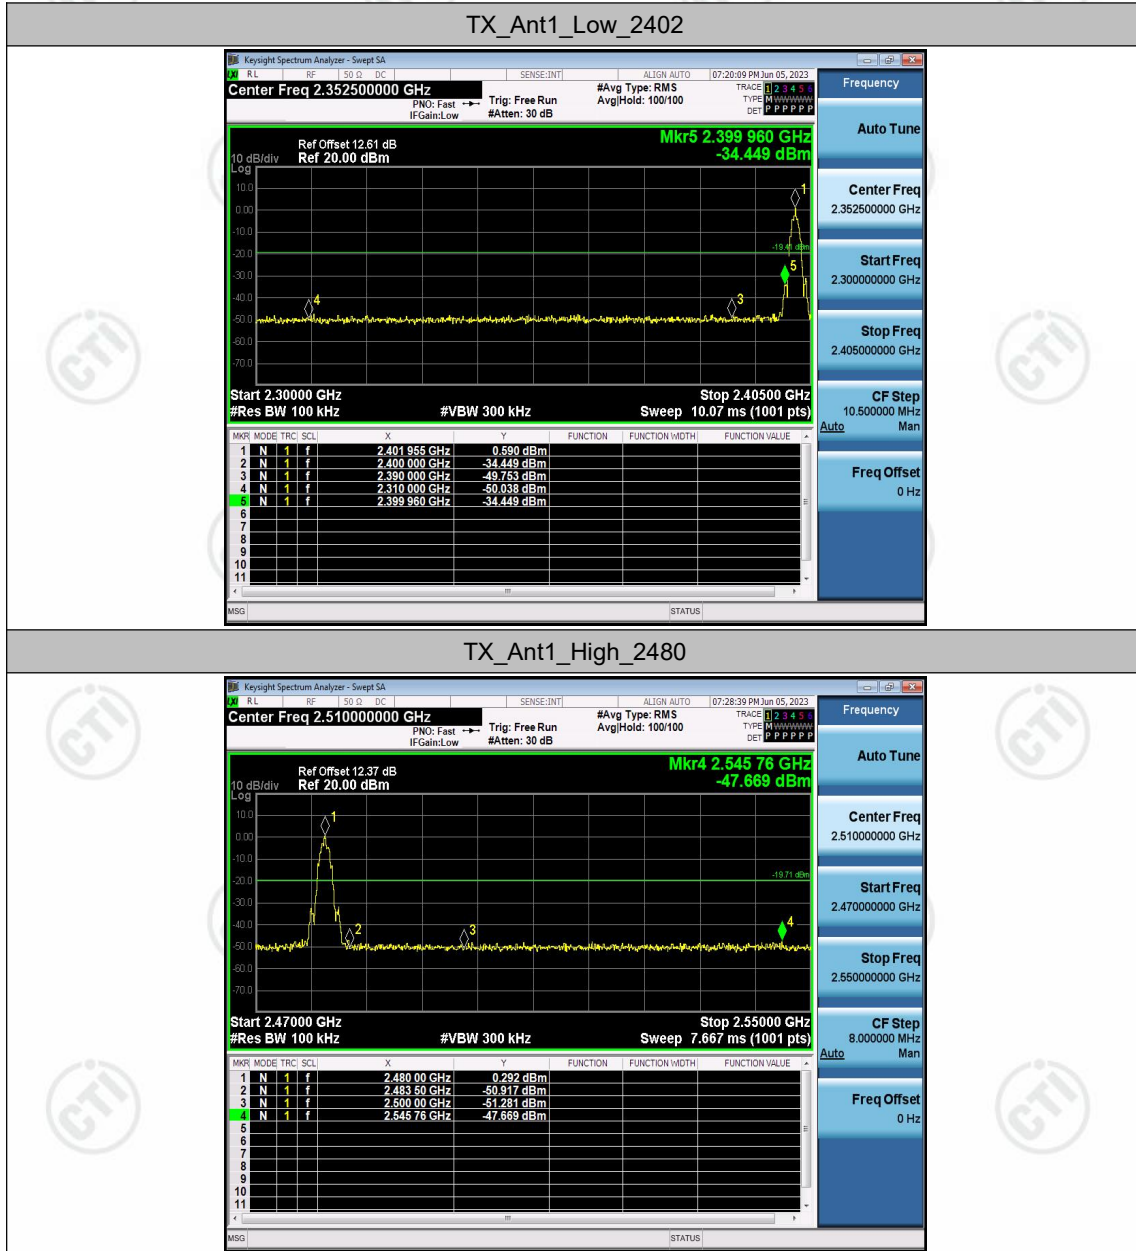 TX_Ant1_Low_2402
Keysight Spectrum Analyzer - Swept SA
LXI RL RF 50 Ω DC SENSE:INT ALIGN AUTO 07:20:09 PM Jun 05, 2023
Center Freq 2.352500000 GHz
PNO: Fast
IFGain:Low
Trig: Free Run
#Atten: 30 dB
#Avg Type: RMS
Avg|Hold: 100/100
TRACE 1 2 3 4 5 6
TYPE M W W W W W
DET P P P P P P
Frequency
Mkr5 2.399 960 GHz
-34.449 dBm
Ref Offset 12.61 dB
10 dB/div Ref 20.00 dBm
Log
10.0
0.00
-10.0
-20.0
-30.0
-40.0
-50.0
-60.0
-70.0
1
-19.41 dBm
5
4
3
Start 2.30000 GHz Stop 2.40500 GHz
#Res BW 100 kHz #VBW 300 kHz Sweep 10.07 ms (1001 pts)
MKR MODE TRC SCL X Y FUNCTION FUNCTION WIDTH FUNCTION VALUE
1 N 1 f 2.401 955 GHz 0.590 dBm
2 N 1 f 2.400 000 GHz -34.449 dBm
3 N 1 f 2.390 000 GHz -49.753 dBm
4 N 1 f 2.310 000 GHz -50.038 dBm
5 N 1 f 2.399 960 GHz -34.449 dBm
6
7
8
9
10
11
MSG STATUS
Auto Tune
Center Freq
2.352500000 GHz
Start Freq
2.300000000 GHz
Stop Freq
2.405000000 GHz
CF Step
10.500000 MHz
Auto Man
Freq Offset
0 Hz
CTI
CTI
TX_Ant1_High_2480
Keysight Spectrum Analyzer - Swept SA
LXI RL RF 50 Ω DC SENSE:INT ALIGN AUTO 07:28:39 PM Jun 05, 2023
Center Freq 2.510000000 GHz
PNO: Fast
IFGain:Low
Trig: Free Run
#Atten: 30 dB
#Avg Type: RMS
Avg|Hold: 100/100
TRACE 1 2 3 4 5 6
TYPE M W W W W W
DET P P P P P P
Frequency
Mkr4 2.545 76 GHz
-47.669 dBm
Ref Offset 12.37 dB
10 dB/div Ref 20.00 dBm
Log
10.0
0.00
-10.0
-20.0
-30.0
-40.0
-50.0
-60.0
-70.0
1
-19.71 dBm
2
3
4
Start 2.47000 GHz Stop 2.55000 GHz
#Res BW 100 kHz #VBW 300 kHz Sweep 7.667 ms (1001 pts)
MKR MODE TRC SCL X Y FUNCTION FUNCTION WIDTH FUNCTION VALUE
1 N 1 f 2.480 00 GHz 0.292 dBm
2 N 1 f 2.483 50 GHz -50.917 dBm
3 N 1 f 2.500 00 GHz -51.281 dBm
4 N 1 f 2.545 76 GHz -47.669 dBm
5
6
7
8
9
10
11
MSG STATUS
Auto Tune
Center Freq
2.510000000 GHz
Start Freq
2.470000000 GHz
Stop Freq
2.550000000 GHz
CF Step
8.000000 MHz
Auto Man
Freq Offset
0 Hz
CTI
CTI
CTI
CTI